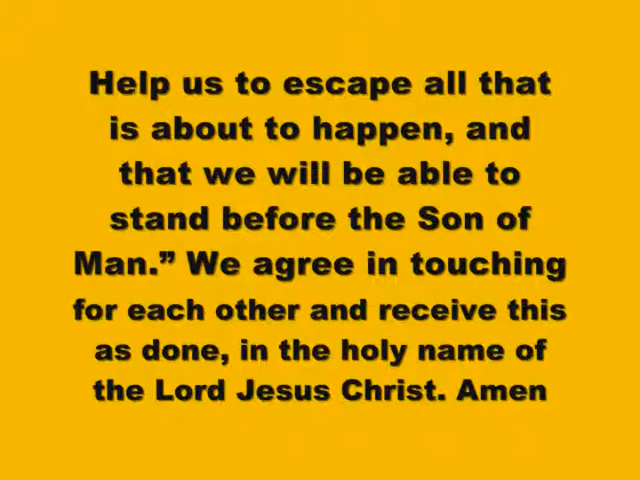 Help us to escape all that
is about to happen, and
that we will be able to
stand before the Son of
Man.” We agree in touching
for each other and receive this
as done, in the holy name of
the Lord Jesus Christ. Amen